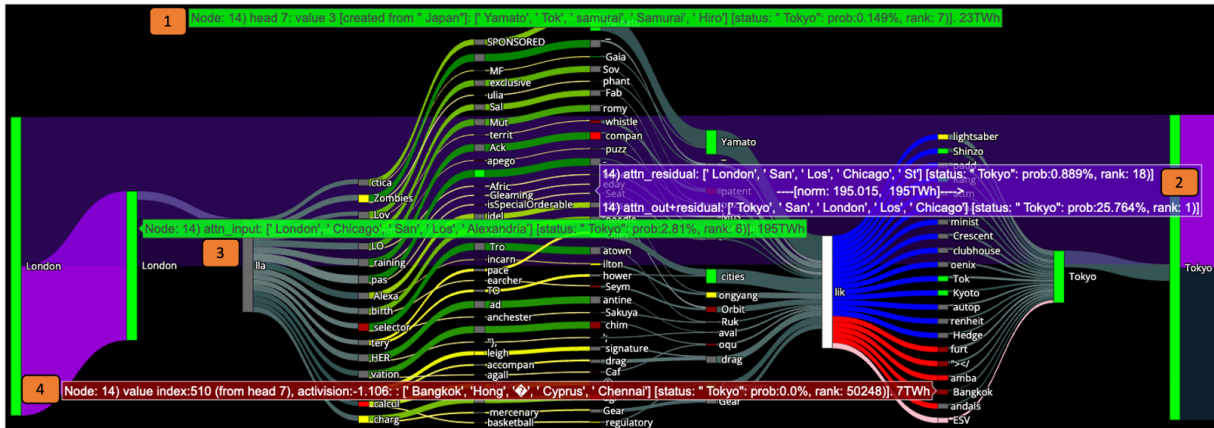 1
Node: 14) head 7: value 3 [created from " Japan"]: [' Yamato', ' Tok', ' samurai', ' Samurai', ' Hiro'] [status: " Tokyo": prob:0.149%, rank: 7)]. 23TWh
SPONSORED
Gaia
MF
Sov
exclusive
phant
ulia
Fab
Sal
romy
Mut
whistle
lightsaber
territ
compan
Yamato
Shinzo
Ack
puzz
padd
apego
2
14) attn_residual: [' London', ' San', ' Los', ' Chicago', ' St'] [status: " Tokyo": prob:0.889%, rank: 18)]
----[norm: 195.015, 195TWh]---->
14) attn_out+residual: [' Tokyo', ' San', ' London', ' Los', ' Chicago'] [status: " Tokyo": prob:25.764%, rank: 1)]
ctica
Afric
Zombies
Gleaming
isSpecialOrderable
Lov
idel
minist
Node: 14) attn_input: [' London', ' Chicago', ' San', ' Los', ' Alexandria'] [status: " Tokyo": prob:2.81%, rank: 6)]. 195TWh
Crescent
3
LO
Tro
atown
clubhouse
London
London
lla
raining
incarn
ilton
oenix
pas
pace
hower
cities
lik
Tok
Tokyo
Tokyo
earcher
Seym
Alexa
TO
antine
ongyang
Kyoto
birth
ad
Sakuya
Orbit
autop
selector
anchester
chim
Ruk
renheit
tery
"},
',
aval
Hedge
HER
leigh
signature
oqu
furt
vation
accompan
drag
drag
"></
agall
Caf
amba
4
Node: 14) value index:510 (from head 7), activision:-1.106: : [' Bangkok', 'Hong', '�', ' Cyprus', ' Chennai'] [status: " Tokyo": prob:0.0%, rank: 50248)]. 7TWh
Bangkok
calcul
Gear
andals
charg
mercenary
Gear
basketball
regulatory
ESV